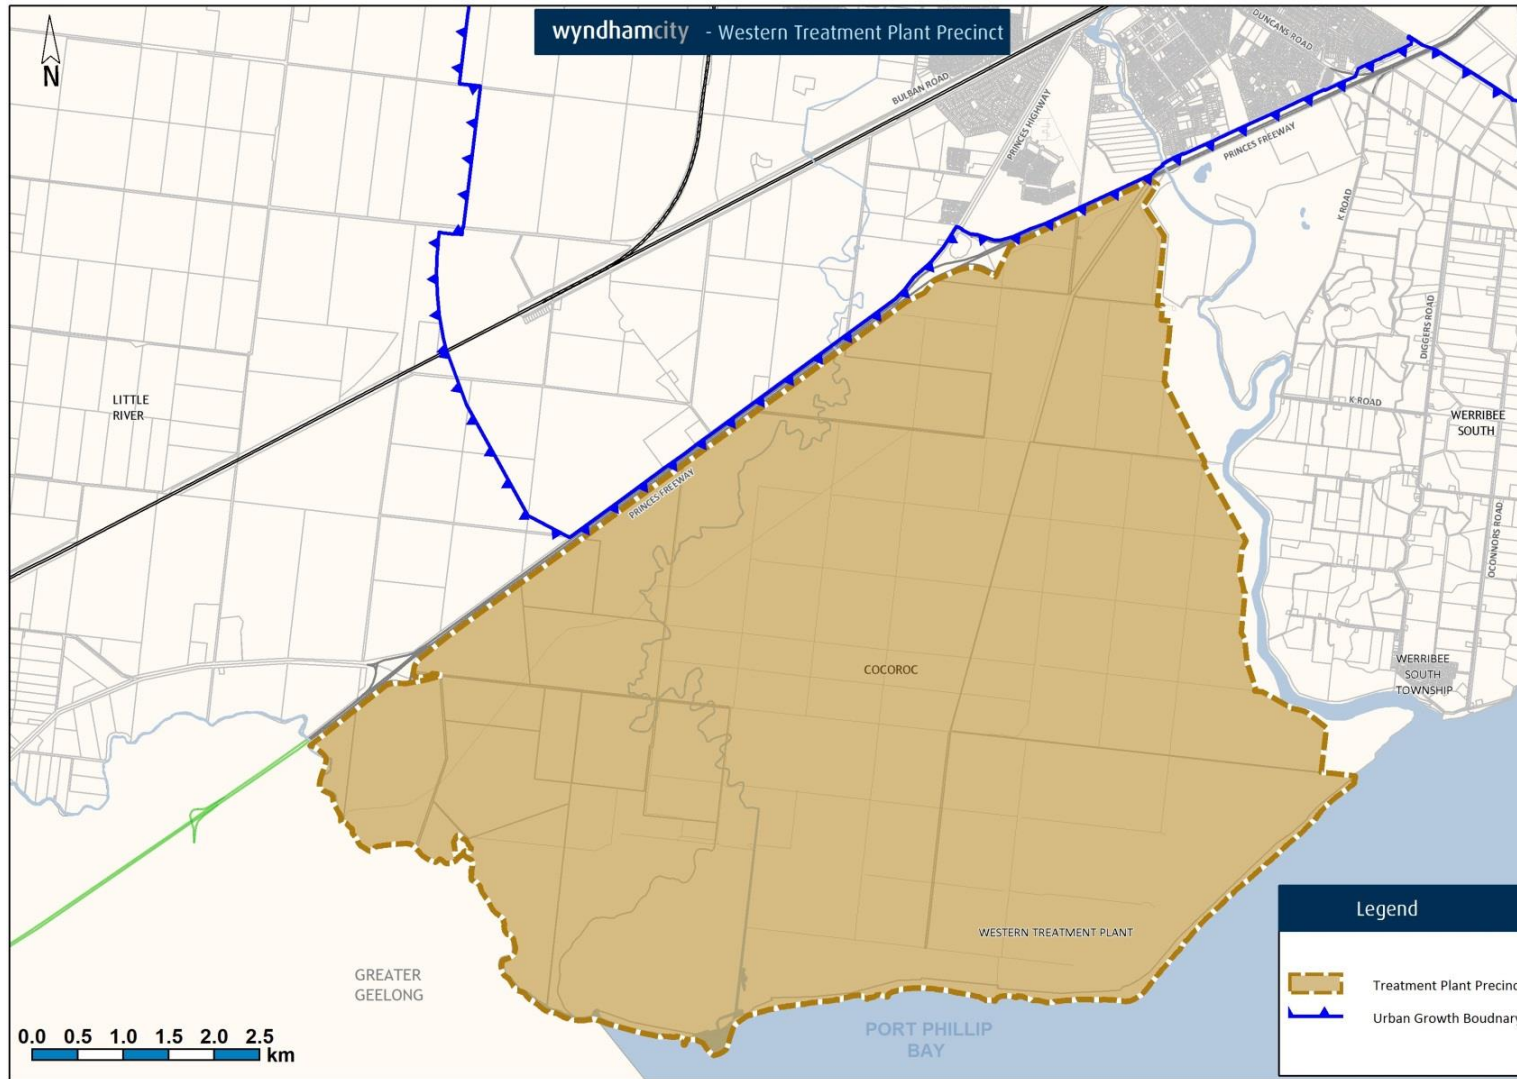 wyndhamcity - Western Treatment Plant Precinct
N
DUNCANS ROAD
BULBAN ROAD
PRINCES HIGHWAY
PRINCES FREEWAY
K ROAD
DIGGERS ROAD
K ROAD
LITTLE
RIVER
WERRIBEE
SOUTH
PRINCES FREEWAY
OCONNORS ROAD
COCOROC
WERRIBEE
SOUTH
TOWNSHIP
WESTERN TREATMENT PLANT
GREATER
GEELONG
PORT PHILLIP
BAY
Legend
Treatment Plant Precinc
Urban Growth Boudnary
0.0 0.5 1.0 1.5 2.0 2.5
km